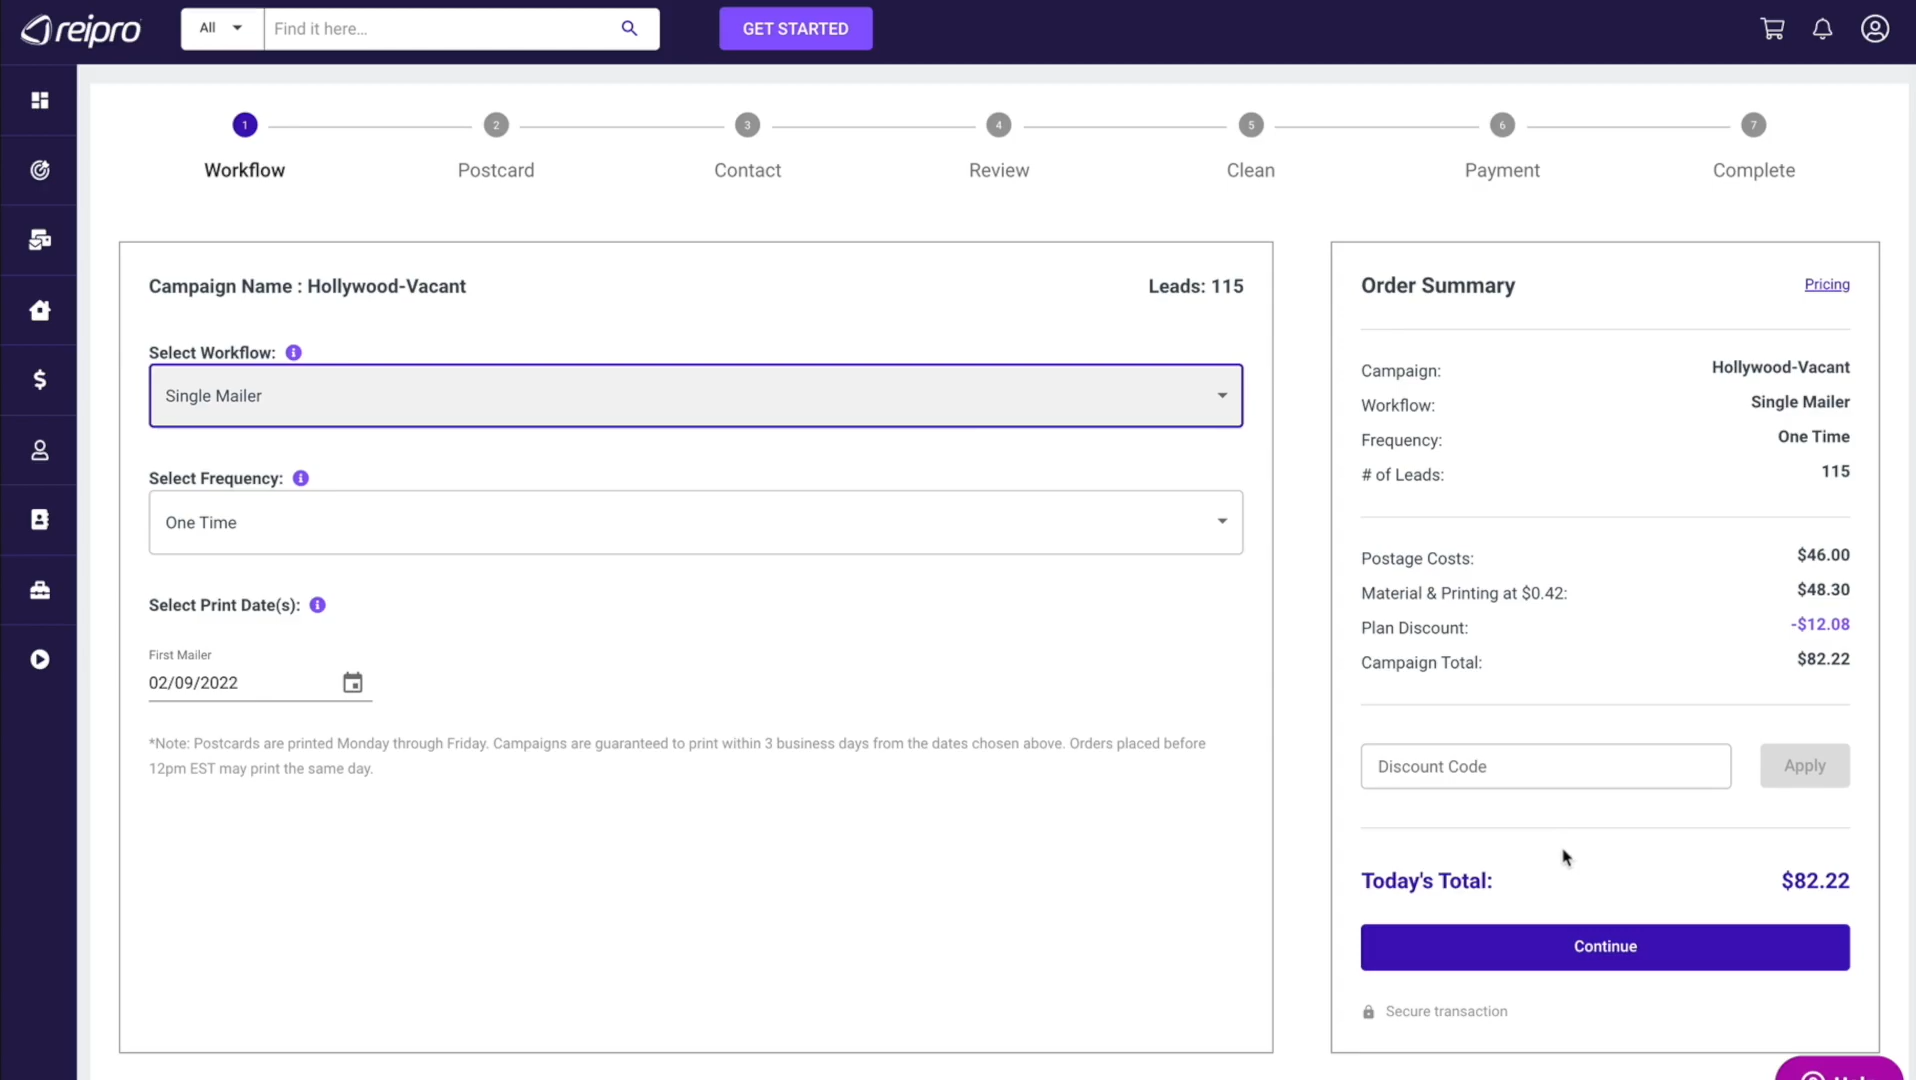 reipro
All
Find it here...
GET STARTED
1
2
3
4
5
6
7
Workflow
Postcard
Contact
Review
Clean
Payment
Complete
Campaign Name : Hollywood-Vacant
Leads: 115
Select Workflow:
Single Mailer
Select Frequency:
One Time
Select Print Date(s):
First Mailer
02/09/2022
*Note: Postcards are printed Monday through Friday. Campaigns are guaranteed to print within 3 business days from the dates chosen above. Orders placed before
12pm EST may print the same day.
Order Summary
Pricing
Campaign: Hollywood-Vacant
Workflow: Single Mailer
Frequency: One Time
# of Leads: 115
Postage Costs: $46.00
Material & Printing at $0.42: $48.30
Plan Discount: -$12.08
Campaign Total: $82.22
Discount Code
Apply
Today's Total: $82.22
Continue
Secure transaction